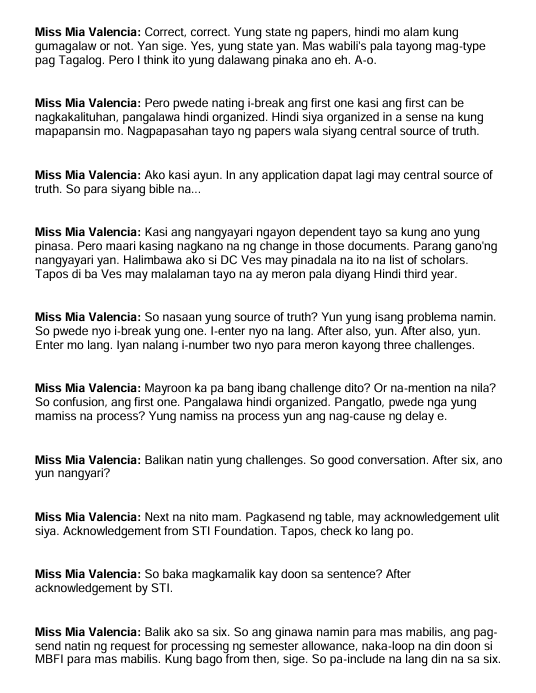 Miss Mia Valencia: Correct, correct. Yung state ng papers, hindi mo alam kung
gumagalaw or not. Yan sige. Yes, yung state yan. Mas wabili's pala tayong mag-type
pag Tagalog. Pero I think ito yung dalawang pinaka ano eh. A-o.
Miss Mia Valencia: Pero pwede nating i-break ang first one kasi ang first can be
nagkakalituhan, pangalawa hindi organized. Hindi siya organized in a sense na kung
mapapansin mo. Nagpapasahan tayo ng papers wala siyang central source of truth.
Miss Mia Valencia: Ako kasi ayun. In any application dapat lagi may central source of
truth. So para siyang bible na...
Miss Mia Valencia: Kasi ang nangyayari ngayon dependent tayo sa kung ano yung
pinasa. Pero maari kasing nagkano na ng change in those documents. Parang gano'ng
nangyayari yan. Halimbawa ako si DC Ves may pinadala na ito na list of scholars.
Tapos di ba Ves may malalaman tayo na ay meron pala diyang Hindi third year.
Miss Mia Valencia: So nasaan yung source of truth? Yun yung isang problema namin.
So pwede nyo i-break yung one. I-enter nyo na lang. After also, yun. After also, yun.
Enter mo lang. Iyan nalang i-number two nyo para meron kayong three challenges.
Miss Mia Valencia: Mayroon ka pa bang ibang challenge dito? Or na-mention na nila?
So confusion, ang first one. Pangalawa hindi organized. Pangatlo, pwede nga yung
mamiss na process? Yung namiss na process yun ang nag-cause ng delay e.
Miss Mia Valencia: Balikan natin yung challenges. So good conversation. After six, ano
yun nangyari?
Miss Mia Valencia: Next na nito mam. Pagkasend ng table, may acknowledgement ulit
siya. Acknowledgement from STI Foundation. Tapos, check ko lang po.
Miss Mia Valencia: So baka magkamalik kay doon sa sentence? After
acknowledgement by STI.
Miss Mia Valencia: Balik ako sa six. So ang ginawa namin para mas mabilis, ang pag-
send natin ng request for processing ng semester allowance, naka-loop na din doon si
MBFI para mas mabilis. Kung bago from then, sige. So pa-include na lang din na sa six.